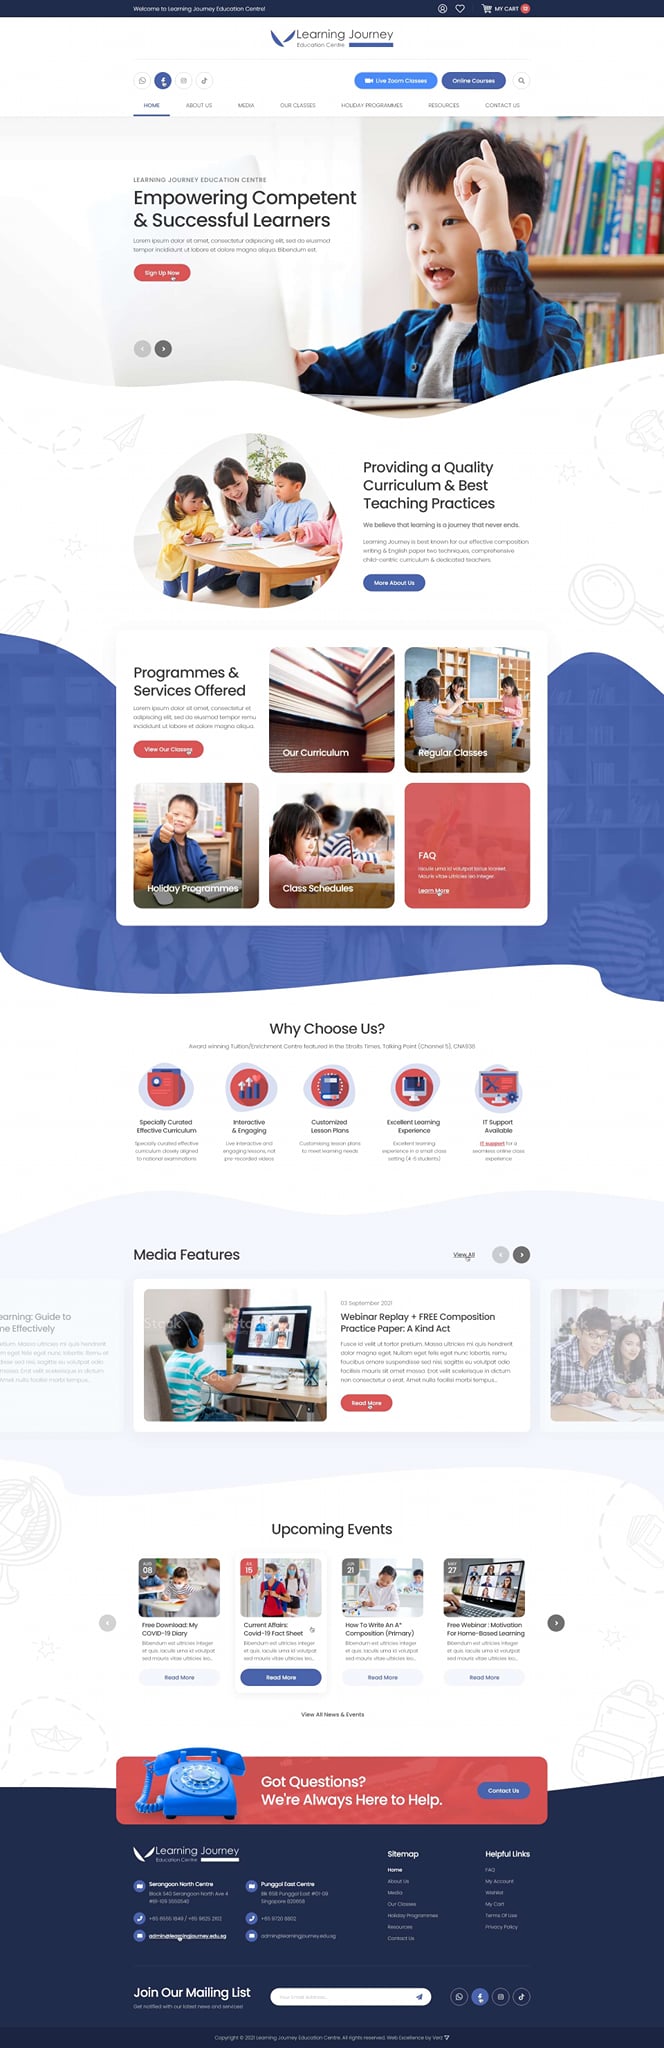 Welcome to Learning Journey Education Centre!
MY CART 12
Learning Journey
Education Centre
Live Zoom Classes
Online Courses
HOME
ABOUT US
MEDIA
OUR CLASSES
HOLIDAY PROGRAMMES
RESOURCES
CONTACT US
LEARNING JOURNEY EDUCATION CENTRE
Empowering Competent
& Successful Learners
Lorem ipsum dolor sit amet, consectetur adipiscing elit, sed do eiusmod
tempor incididunt ut labore et dolore magna aliqua. Bibendum est.
Sign Up Now
Providing a Quality
Curriculum & Best
Teaching Practices
We believe that learning is a journey that never ends.
Learning Journey is best known for our effective composition
writing & English paper two techniques, comprehensive
child-centric curriculum & dedicated teachers.
More About Us
Programmes &
Services Offered
Lorem ipsum dolor sit amet, consectetur et
adipiscing elit, sed do eiusmod tempor remu
incididunt ut labore et dolore magna aliqua.
View Our Classes
Our Curriculum
Regular Classes
Holiday Programmes
Class Schedules
FAQ
Iaculis urna id volutpat lacus laoreet.
Mauris vitae ultricies leo integer.
Learn More
Why Choose Us?
Award winning Tuition/Enrichment Centre featured in the Straits Times, Talking Point (Channel 5), CNA938
Specially Curated
Effective Curriculum
Specially curated effective
curriculum closely aligned
to national examinations
Interactive
& Engaging
Live interactive and
engaging lessons, not
pre-recorded videos
Customized
Lesson Plans
Customising lesson plans
to meet learning needs
Excellent Learning
Experience
Excellent learning
experience in a small class
setting (4-6 students)
IT Support
Available
IT support for a
seamless online class
experience
Media Features
View All
earning: Guide to
me Effectively
03 September 2021
Webinar Replay + FREE Composition
Practice Paper: A Kind Act
Fusce id velit ut tortor pretium. Massa ultricies mi quis hendrerit
dolor magna eget. Nullam eget felis eget nunc lobortis, remu
faucibus ornare suspendisse sed nisi, sagittis eu volutpat odio
facilisis mauris sit amet massa. Erat velit scelerisque in dictum
non consectetur a erat. Amet nulla facilisi morbi tempus...
Read More
iStock
Upcoming Events
AUG
08
Free Download: My
COVID-19 Diary
Bibendum est ultricies integer
et quis. Iaculis urna id volutpat
sed mauris vitae ultricies leo...
Read More
JUL
15
Current Affairs:
Covid-19 Fact Sheet
Bibendum est ultricies integer
et quis. Iaculis urna id volutpat
sed mauris vitae ultricies leo...
Read More
JUN
21
How To Write An A*
Composition (Primary)
Bibendum est ultricies integer
et quis. Iaculis urna id volutpat
sed mauris vitae ultricies leo...
Read More
MAY
27
Free Webinar : Motivation
For Home-Based Learning
Bibendum est ultricies integer
et quis. Iaculis urna id volutpat
sed mauris vitae ultricies leo...
Read More
View All News & Events
Got Questions?
We're Always Here to Help.
Contact Us
Learning Journey
Education Centre
Serangoon North Centre
Block 540 Serangoon North Ave 4
#B1-109 S550540
+65 6555 1849 / +65 9625 2102
admin@learningjourney.edu.sg
Punggol East Centre
Blk 658 Punggol East #01-09
Singapore 820658
+65 9720 8802
admin@learningjourney.edu.sg
Sitemap
Home
About Us
Media
Our Classes
Holiday Programmes
Resources
Contact Us
Helpful Links
FAQ
My Account
Wishlist
My Cart
Terms Of Use
Privacy Policy
Join Our Mailing List
Get notified with our latest news and services!
Your Email Address...
Copyright © 2021 Learning Journey Education Centre. All rights reserved. Web Excellence by Verz